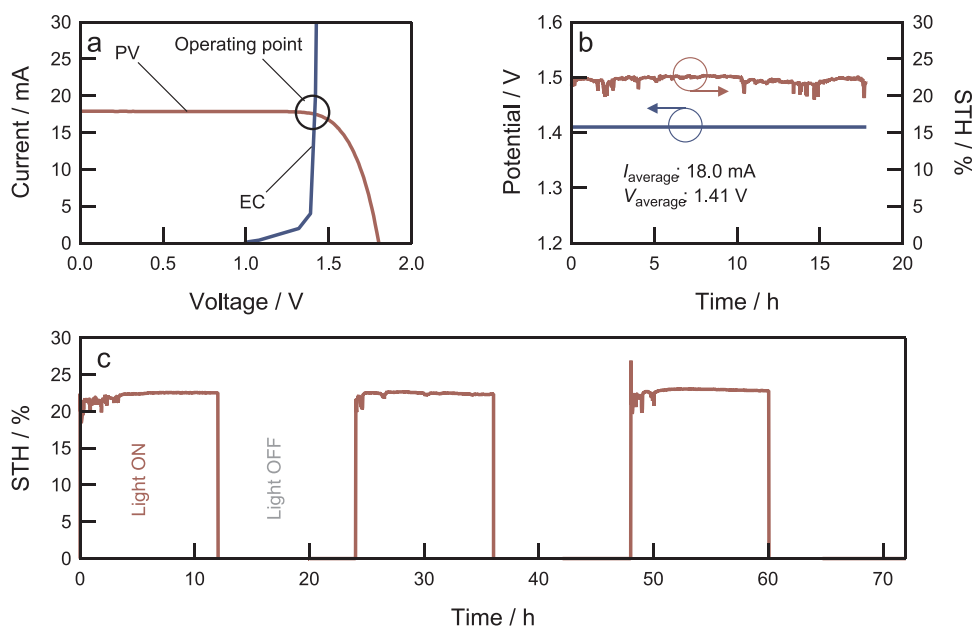 a
PV
Operating point
EC
Current / mA
30
25
20
15
10
5
0
0.0
0.5
1.0
1.5
2.0
Voltage / V
b
Potential / V
1.6
1.5
1.4
1.3
1.2
I average: 18.0 mA
V average: 1.41 V
30
25
20
15
10
5
0
STH / %
0
5
10
15
20
Time / h
c
STH / %
30
25
20
15
10
5
0
Light ON
Light OFF
0
10
20
30
40
50
60
70
Time / h